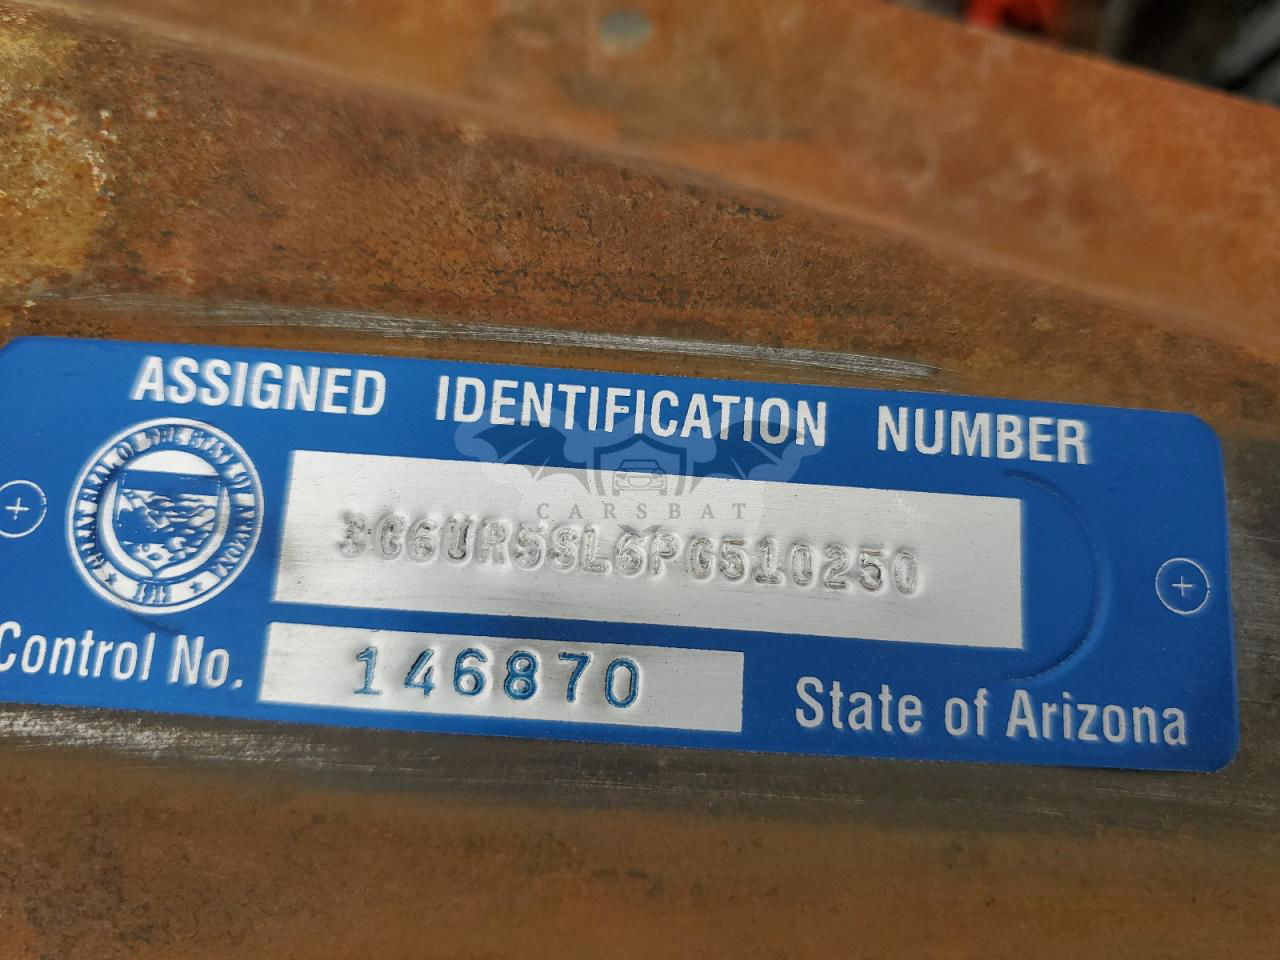 ASSIGNED IDENTIFICATION NUMBER
CARSBAT
3C6UR5SL6PG510250
Control No. 146870
State of Arizona